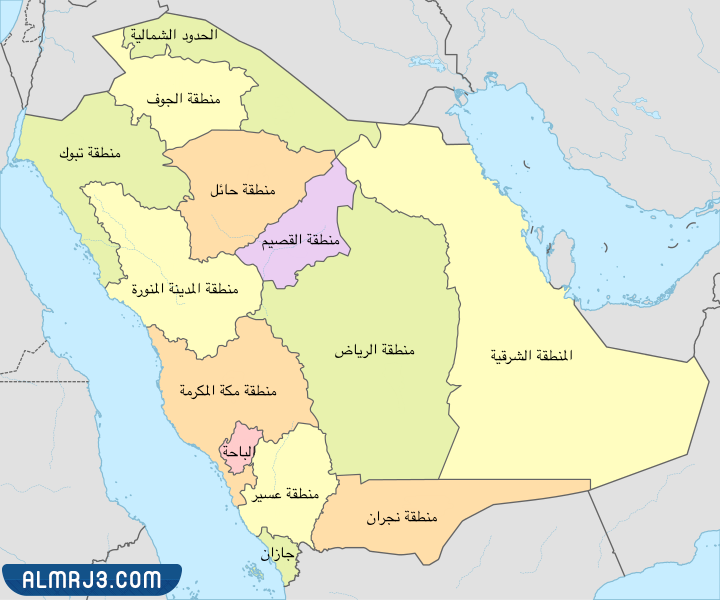 الحدود الشمالية
منطقة الجوف
منطقة تبوك
منطقة حائل
منطقة القصيم
منطقة المدينة المنورة
منطقة الرياض
المنطقة الشرقية
منطقة مكة المكرمة
الباحة
منطقة عسير
منطقة نجران
جازان
ALMRJ3.COM